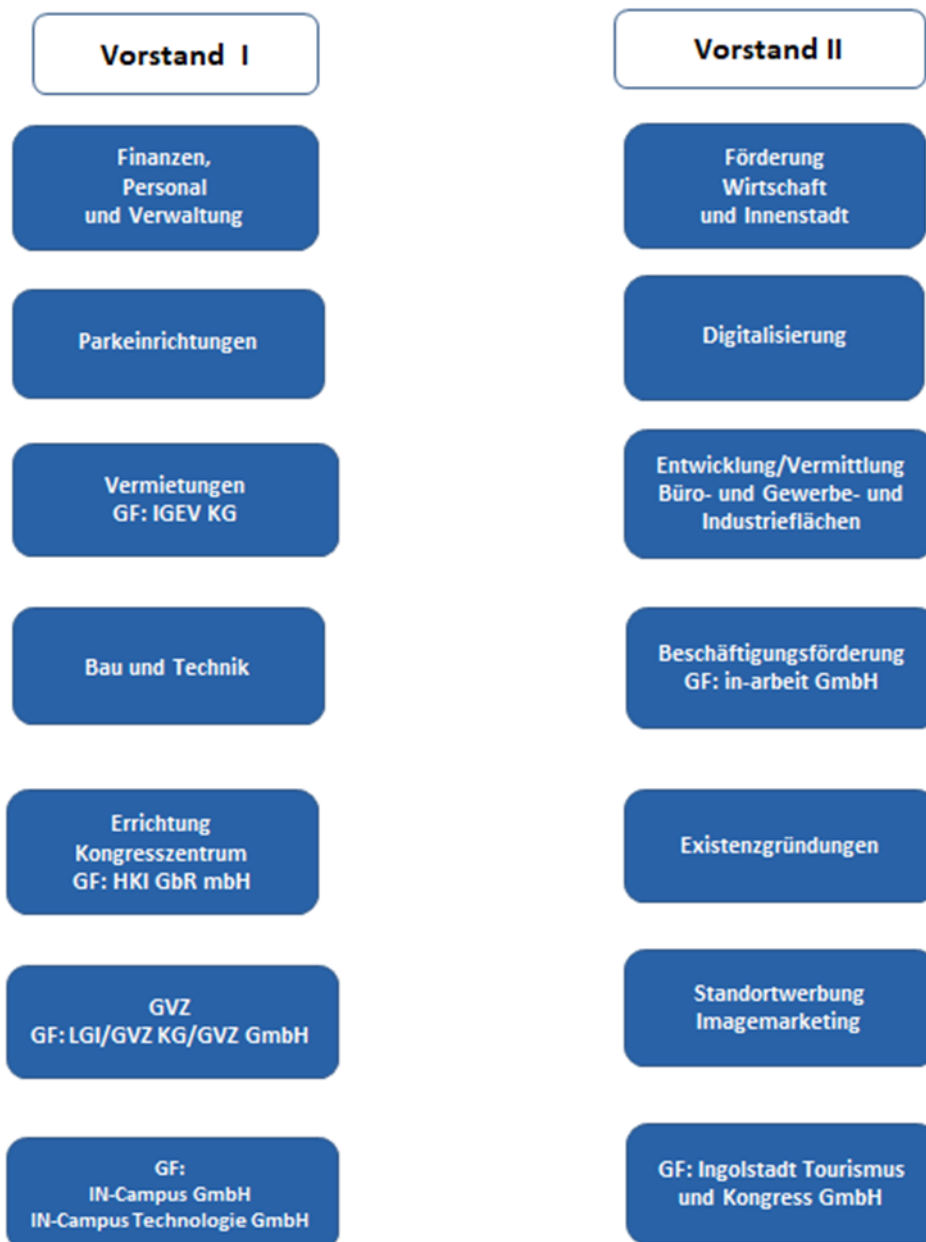 Vorstand I
Finanzen,
Personal
und Verwaltung
Parkeinrichtungen
Vermietungen
GF: IGEV KG
Bau und Technik
Errichtung
Kongresszentrum
GF: HKI GbR mbH
GVZ
GF: LGI/GVZ KG/GVZ GmbH
GF:
IN-Campus GmbH
IN-Campus Technologie GmbH
Vorstand II
Förderung
Wirtschaft
und Innenstadt
Digitalisierung
Entwicklung/Vermittlung
Büro- und Gewerbe- und
Industrieflächen
Beschäftigungsförderung
GF: in-arbeit GmbH
Existenzgründungen
Standortwerbung
Imagemarketing
GF: Ingolstadt Tourismus
und Kongress GmbH